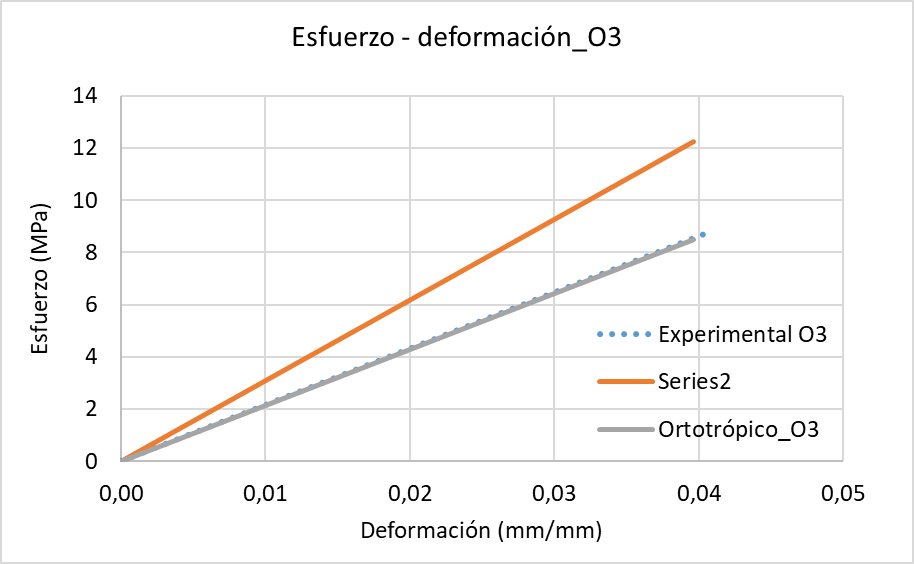 Esfuerzo - deformación_O3
14
12
10
8
6
4
2
0
Esfuerzo (MPa)
Experimental O3
Series2
Ortotrópico_O3
0,00 0,01 0,02 0,03 0,04 0,05
Deformación (mm/mm)